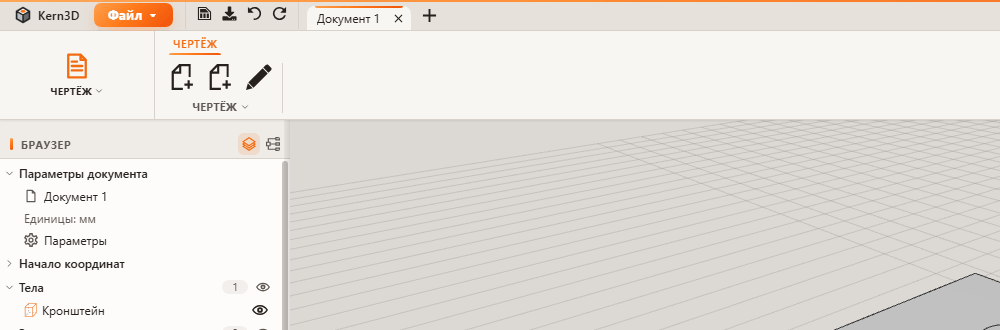 Kern3D Файл Документ 1
ЧЕРТЁЖ
ЧЕРТЁЖ
ЧЕРТЁЖ
БРАУЗЕР
Параметры документа
Документ 1
Единицы: мм
Параметры
Начало координат
Тела 1
Кронштейн